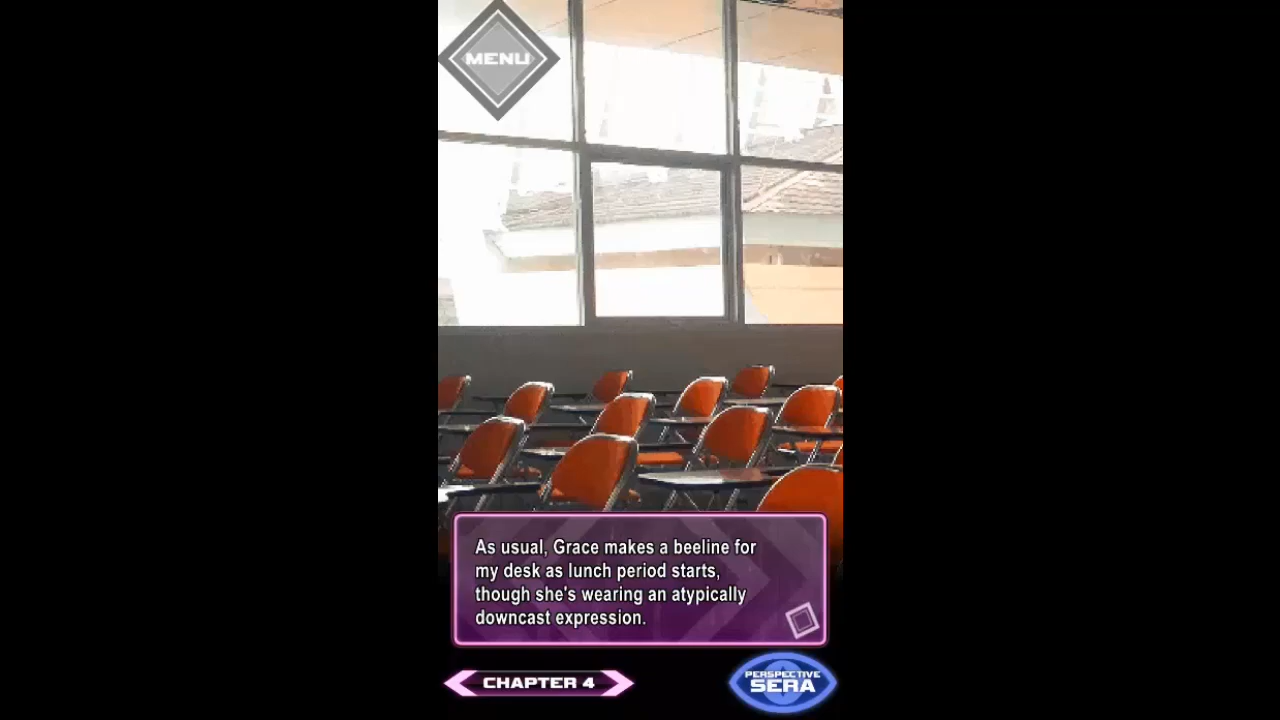 MENU
As usual, Grace makes a beeline for
my desk as lunch period starts,
though she's wearing an atypically
downcast expression.
CHAPTER 4
PERSPECTIVE
SERA